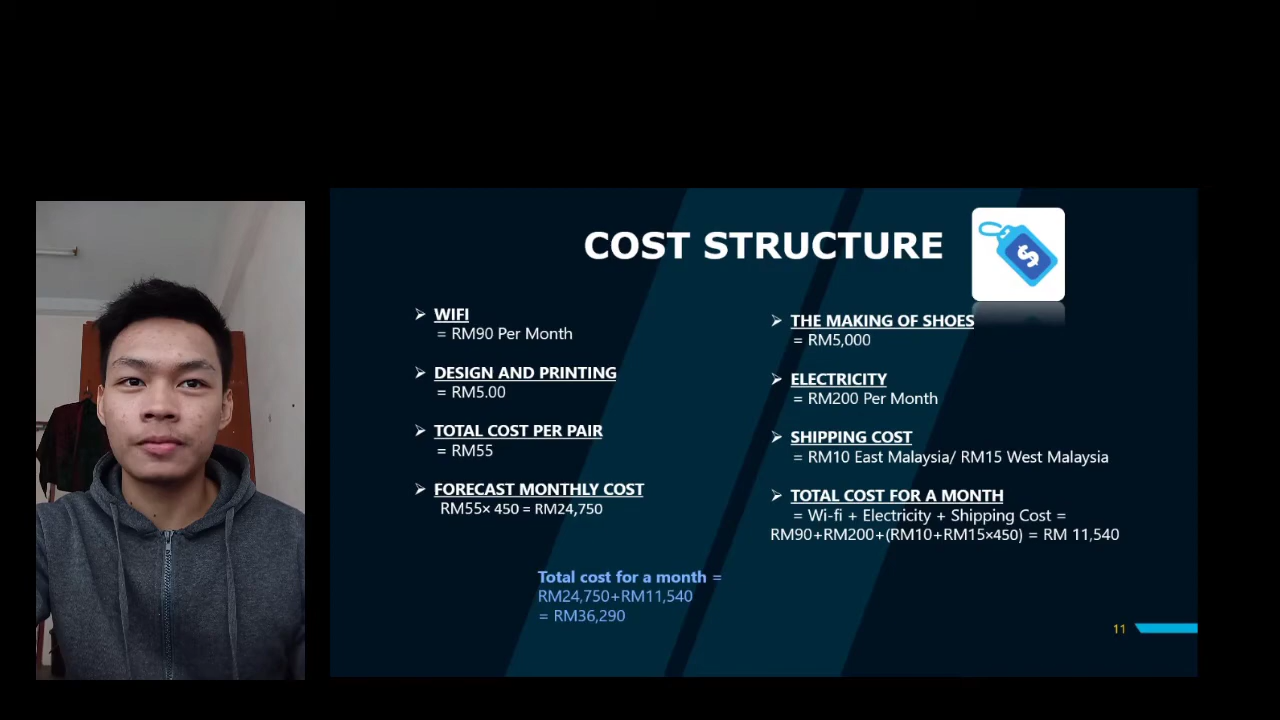 COST STRUCTURE
$
➢ WIFI
= RM90 Per Month
➢ DESIGN AND PRINTING
= RM5.00
➢ TOTAL COST PER PAIR
= RM55
➢ FORECAST MONTHLY COST
RM55× 450 = RM24,750
➢ THE MAKING OF SHOES
= RM5,000
➢ ELECTRICITY
= RM200 Per Month
➢ SHIPPING COST
= RM10 East Malaysia/ RM15 West Malaysia
➢ TOTAL COST FOR A MONTH
= Wi-fi + Electricity + Shipping Cost =
RM90+RM200+(RM10+RM15×450) = RM 11,540
Total cost for a month =
RM24,750+RM11,540
= RM36,290
11